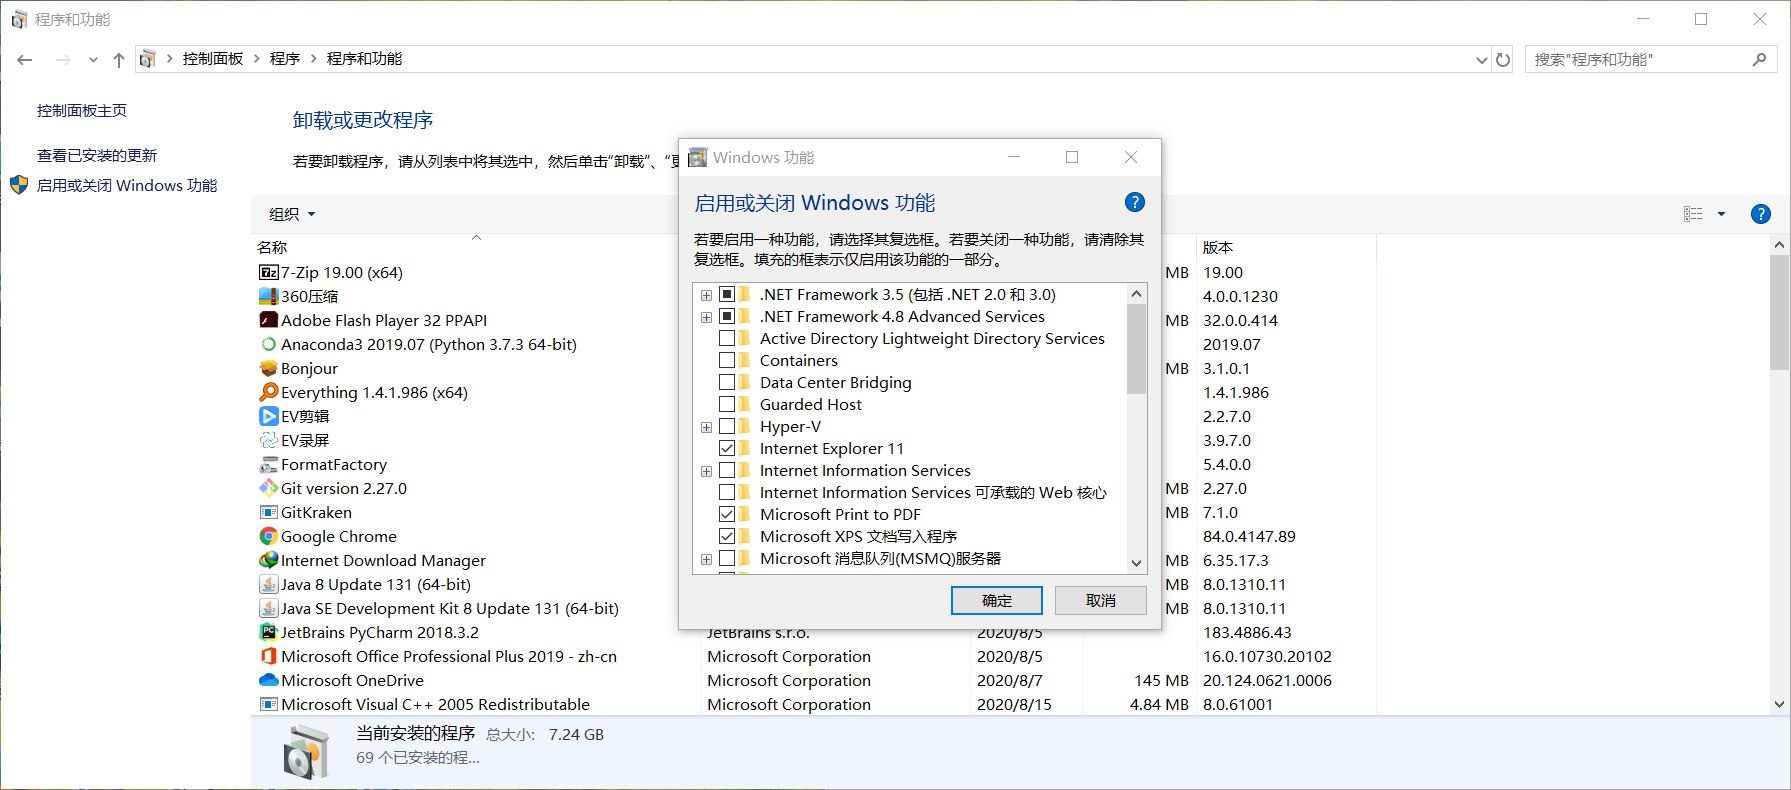 程序和功能
控制面板 > 程序 > 程序和功能
搜索"程序和功能"
控制面板主页
查看已安装的更新
启用或关闭 Windows 功能
卸载或更改程序
若要卸载程序，请从列表中将其选中，然后单击“卸载”、“
组织
名称
版本
7-Zip 19.00 (x64)
MB 19.00
360压缩
4.0.0.1230
Adobe Flash Player 32 PPAPI
MB 32.0.0.414
Anaconda3 2019.07 (Python 3.7.3 64-bit)
2019.07
Bonjour
MB 3.1.0.1
Everything 1.4.1.986 (x64)
1.4.1.986
EV剪辑
2.2.7.0
EV录屏
3.9.7.0
FormatFactory
5.4.0.0
Git version 2.27.0
MB 2.27.0
GitKraken
MB 7.1.0
Google Chrome
84.0.4147.89
Internet Download Manager
MB 6.35.17.3
Java 8 Update 131 (64-bit)
MB 8.0.1310.11
Java SE Development Kit 8 Update 131 (64-bit)
MB 8.0.1310.11
JetBrains PyCharm 2018.3.2 JetBrains s.r.o. 2020/8/5 183.4886.43
Microsoft Office Professional Plus 2019 - zh-cn Microsoft Corporation 2020/8/5 16.0.10730.20102
Microsoft OneDrive Microsoft Corporation 2020/8/7 145 MB 20.124.0621.0006
Microsoft Visual C++ 2005 Redistributable Microsoft Corporation 2020/8/15 4.84 MB 8.0.61001
当前安装的程序 总大小: 7.24 GB
69 个已安装的程...
Windows 功能
启用或关闭 Windows 功能
若要启用一种功能，请选择其复选框。若要关闭一种功能，请清除其
复选框。填充的框表示仅启用该功能的一部分。
.NET Framework 3.5 (包括 .NET 2.0 和 3.0)
.NET Framework 4.8 Advanced Services
Active Directory Lightweight Directory Services
Containers
Data Center Bridging
Guarded Host
Hyper-V
Internet Explorer 11
Internet Information Services
Internet Information Services 可承载的 Web 核心
Microsoft Print to PDF
Microsoft XPS 文档写入程序
Microsoft 消息队列(MSMQ)服务器
确定
取消